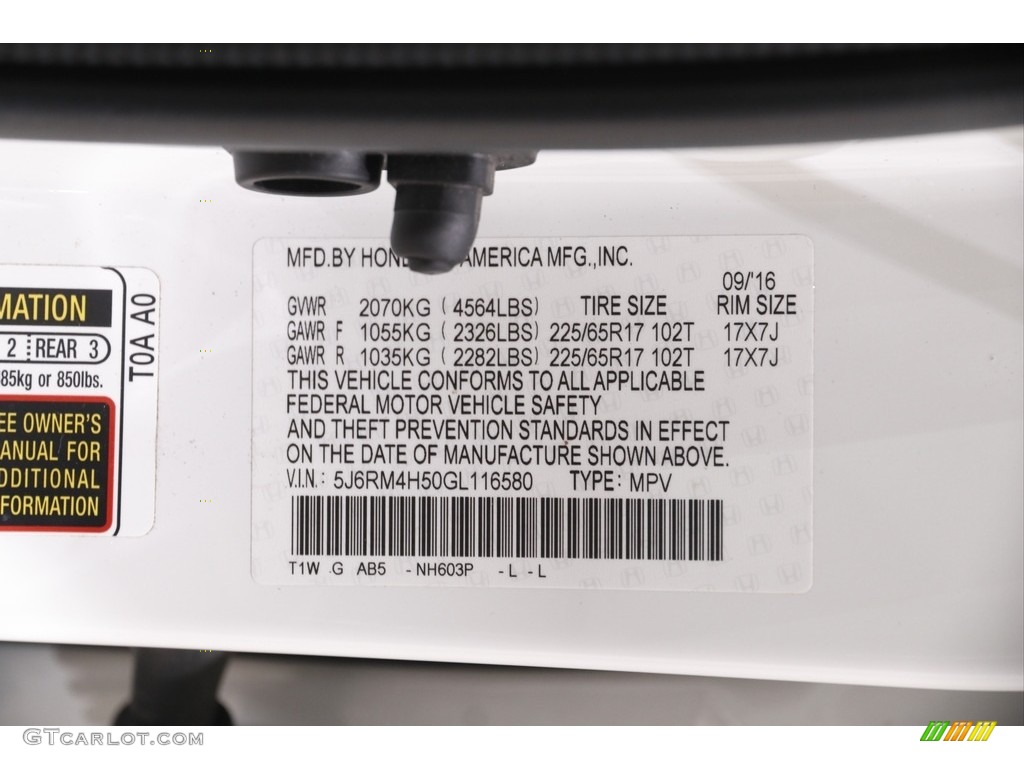 MFD.BY HON AMERICA MFG.,INC.
09/'16
GVWR 2070KG (4564LBS) TIRE SIZE RIM SIZE
GAWR F 1055KG (2326LBS) 225/65R17 102T 17X7J
GAWR R 1035KG (2282LBS) 225/65R17 102T 17X7J
THIS VEHICLE CONFORMS TO ALL APPLICABLE
FEDERAL MOTOR VEHICLE SAFETY
AND THEFT PREVENTION STANDARDS IN EFFECT
ON THE DATE OF MANUFACTURE SHOWN ABOVE.
V.I.N.: 5J6RM4H50GL116580 TYPE: MPV
T1W .G AB5 - NH603P - L - L
MATION
2 REAR 3
85kg or 850lbs.
EE OWNER'S
ANUAL FOR
DDITIONAL
FORMATION
T0A A0
GTCARLOT.COM